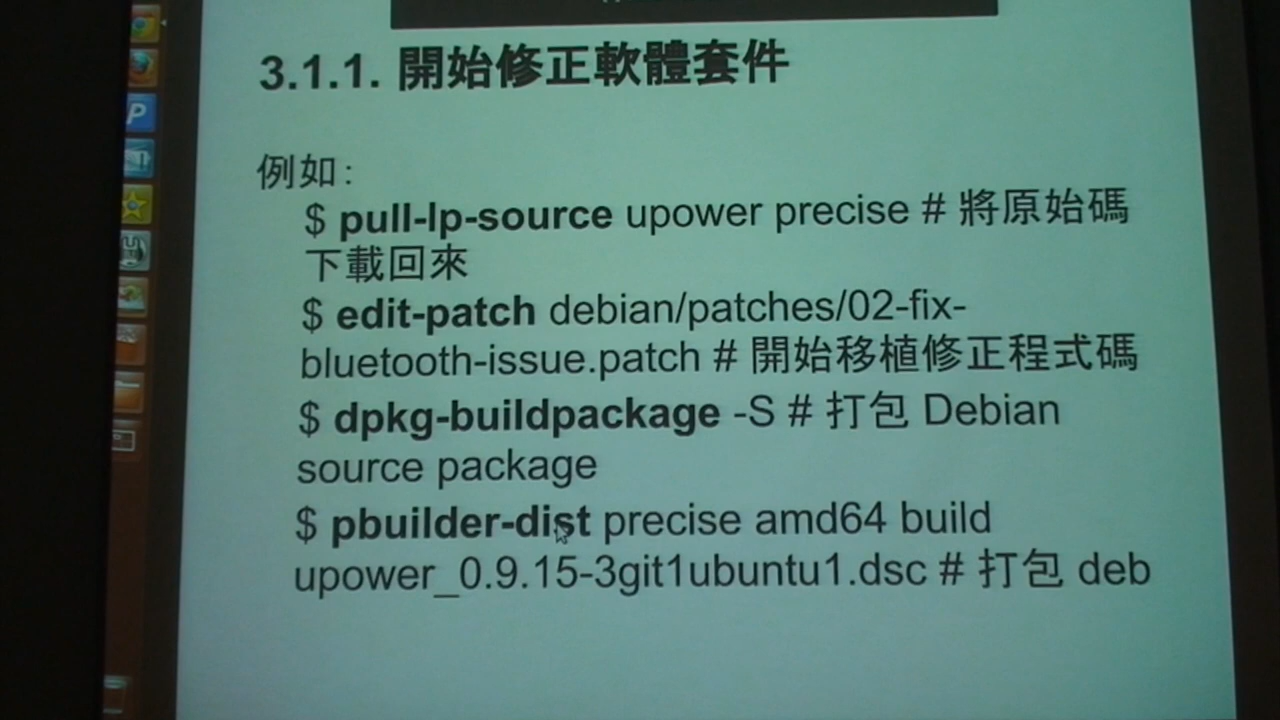 3.1.1. 開始修正軟體套件
例如:
$ pull-lp-source upower precise # 將原始碼
下載回來
$ edit-patch debian/patches/02-fix-
bluetooth-issue.patch # 開始移植修正程式碼
$ dpkg-buildpackage -S # 打包 Debian
source package
$ pbuilder-dist precise amd64 build
upower_0.9.15-3git1ubuntu1.dsc # 打包 deb